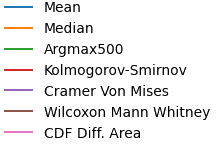 Mean
Median
Argmax500
Kolmogorov-Smirnov
Cramer Von Mises
Wilcoxon Mann Whitney
CDF Diff. Area